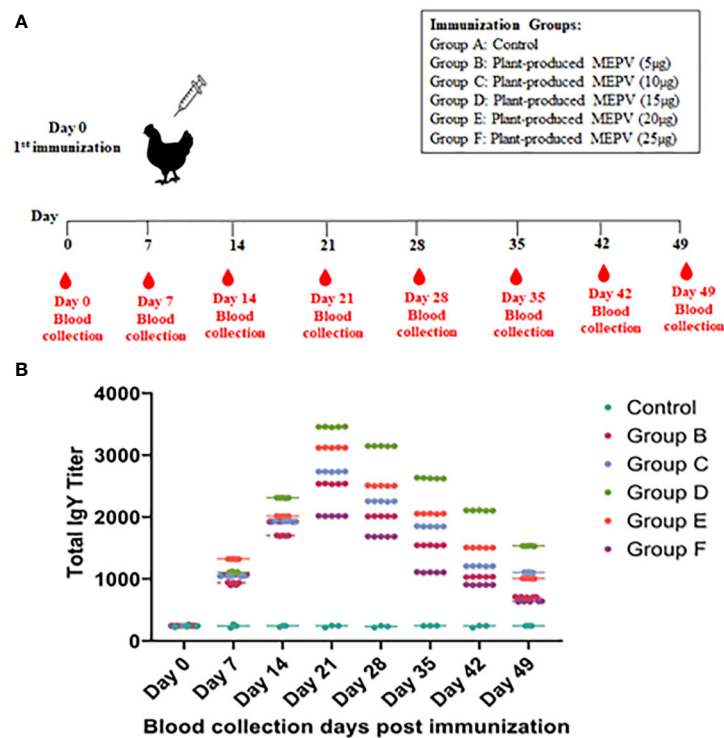 A
Immunization Groups:
Group A: Control
Group B: Plant-produced MEPV (5µg)
Group C: Plant-produced MEPV (10µg)
Group D: Plant-produced MEPV (15µg)
Group E: Plant-produced MEPV (20µg)
Group F: Plant-produced MEPV (25µg)
Day 0
1st immunization
Day
0 7 14 21 28 35 42 49
Day 0 Day 7 Day 14 Day 21 Day 28 Day 35 Day 42 Day 49
Blood Blood Blood Blood Blood Blood Blood Blood
collection collection collection collection collection collection collection collection
B
Total IgY Titer
4000
3000
2000
1000
0
Control
Group B
Group C
Group D
Group E
Group F
Day 0 Day 7 Day 14 Day 21 Day 28 Day 35 Day 42 Day 49
Blood collection days post immunization